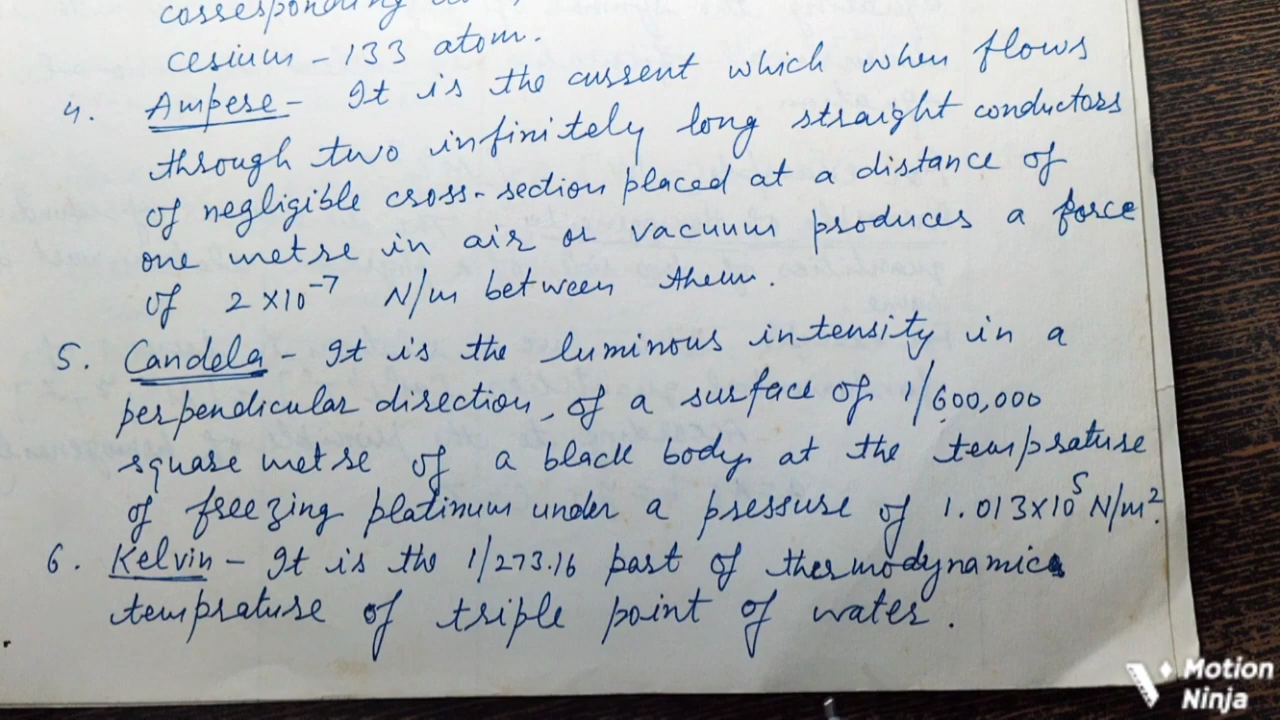 corresponding
cesium - 133 atom.
4. Ampere - It is the current which when flows
through two infinitely long straight conductors
of negligible cross-section placed at a distance of
one metre in air or vacuum produces a force
of 2 x 10⁻⁷ N/m between them.
5. Candela - It is the luminous intensity in a
perpendicular direction, of a surface of 1/600,000
square metre of a black body at the temprature
of freezing platinum under a pressure of 1.013x10⁵ N/m².
6. Kelvin - It is the 1/273.16 part of thermodynamic
temprature of triple point of water.
Motion
Ninja